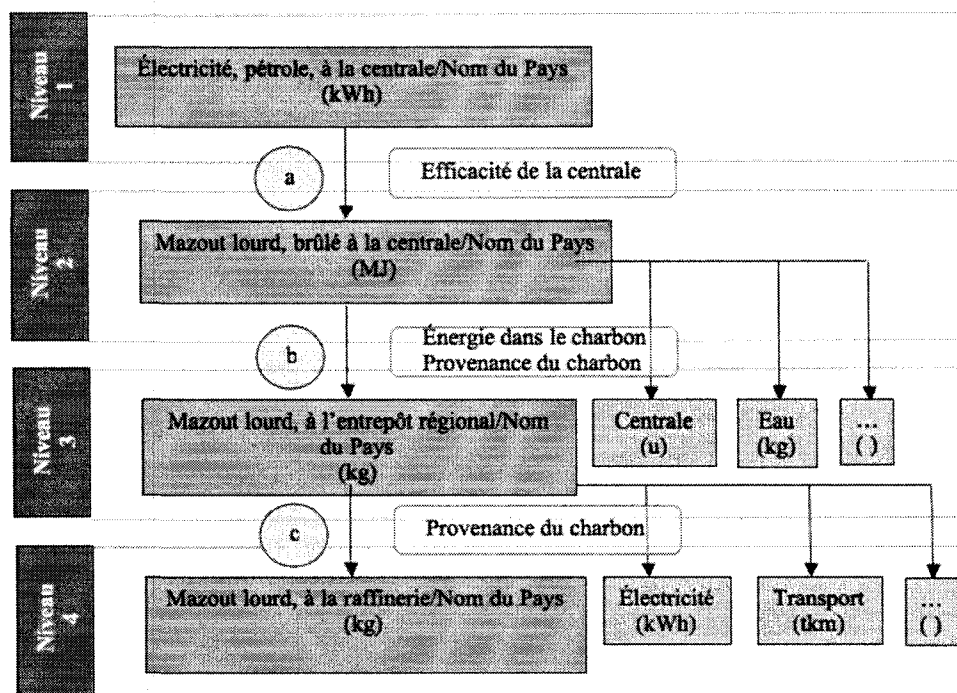 Niveau
1
Électricité, pétrole, à la centrale/Nom du Pays
(kWh)
a
Efficacité de la centrale
Niveau
2
Mazout lourd, brûlé à la centrale/Nom du Pays
(MJ)
b
Énergie dans le charbon
Provenance du charbon
Niveau
3
Mazout lourd, à l'entrepôt régional/Nom
du Pays
(kg)
Centrale
(u)
Eau
(kg)
...
( )
c
Provenance du charbon
Niveau
4
Mazout lourd, à la raffinerie/Nom du Pays
(kg)
Électricité
(kWh)
Transport
(tkm)
...
( )